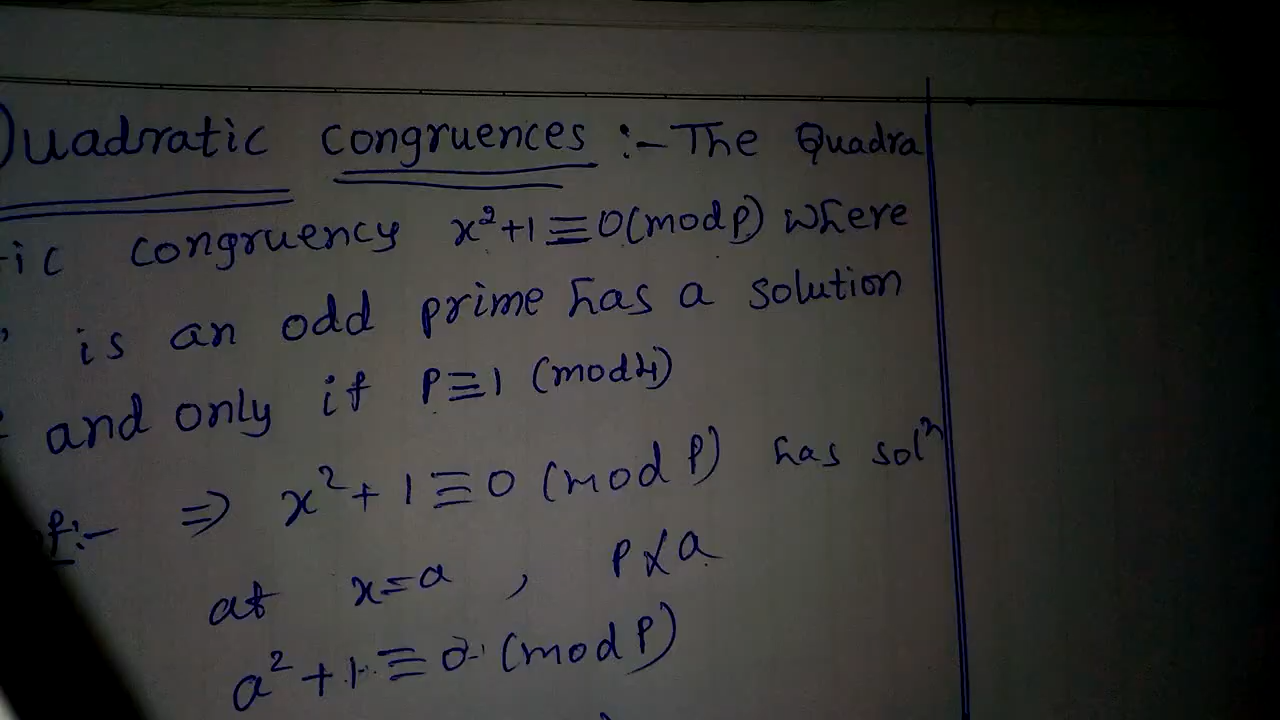 Quadratic congruences :- The Quadra
-ic congruency x²+1≡0(mod p) where
is an odd prime has a solution
and only if p≡1 (mod 4)
⇒ x²+1≡0 (mod p) has solⁿ
at x=a , p∤a
a²+1≡0 (mod p)